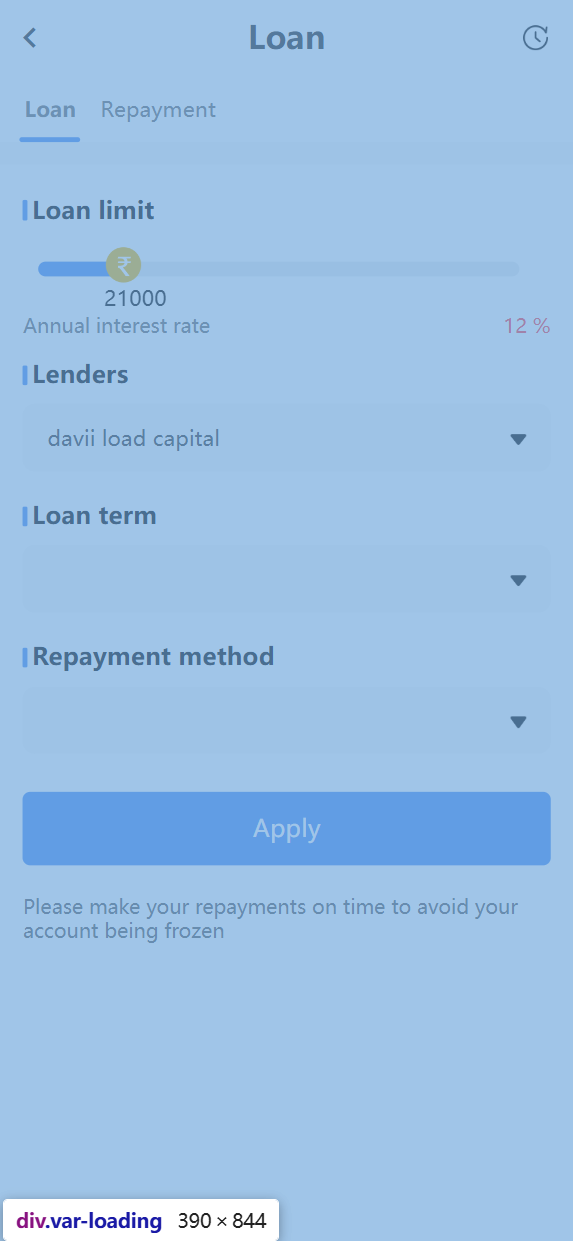 Loan
Loan Repayment
Loan limit
₹
21000
Annual interest rate 12 %
Lenders
davii load capital
Loan term
Repayment method
Apply
Please make your repayments on time to avoid your
account being frozen
div.var-loading 390 × 844